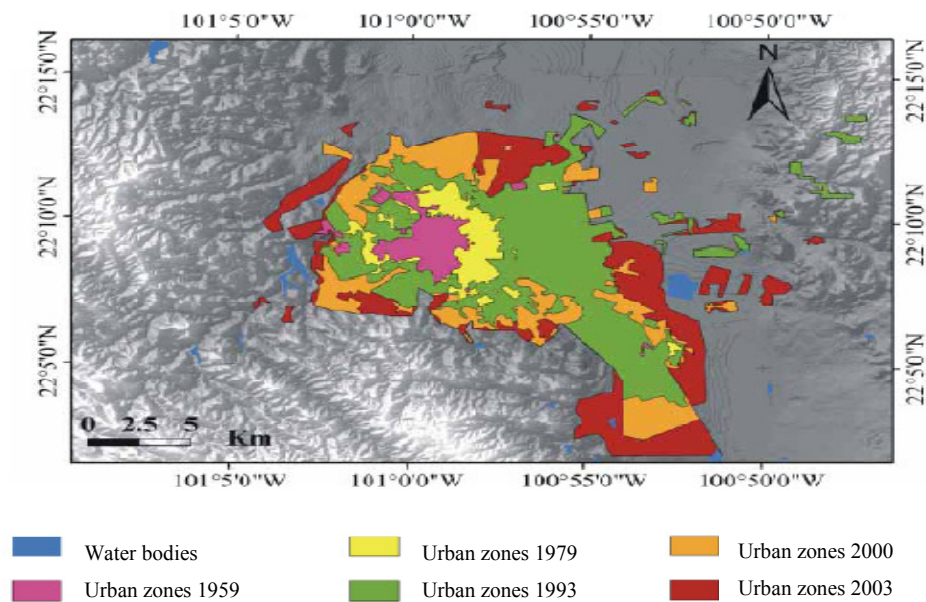 101°5'0"W 101°0'0"W 100°55'0"W 100°50'0"W
22°15'0"N 22°15'0"N
N
22°10'0"N 22°10'0"N
22°5'0"N 22°5'0"N
0 2.5 5
Km
101°5'0"W 101°0'0"W 100°55'0"W 100°50'0"W
Water bodies Urban zones 1979 Urban zones 2000
Urban zones 1959 Urban zones 1993 Urban zones 2003